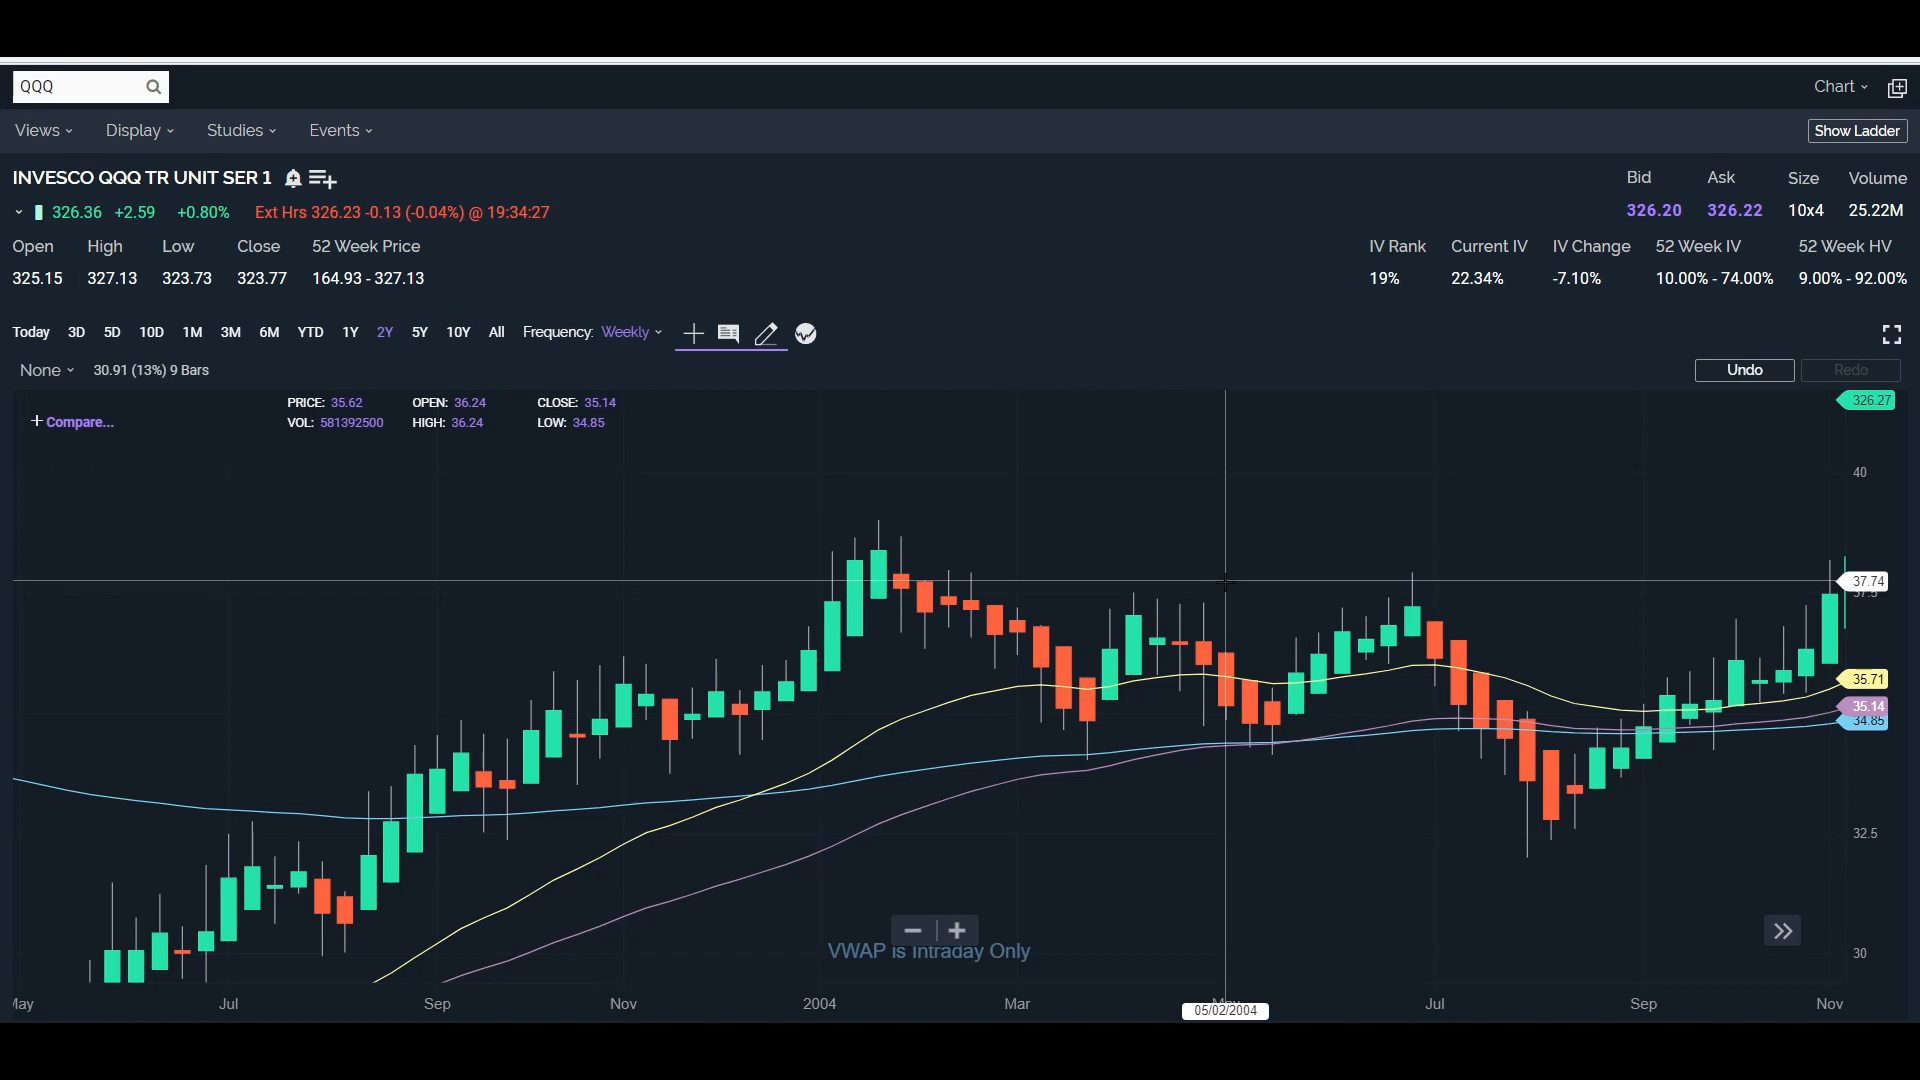 QQQ
Chart
Views Display Studies Events
Show Ladder
INVESCO QQQ TR UNIT SER 1
Bid Ask Size Volume
326.36 +2.59 +0.80% Ext Hrs 326.23 -0.13 (-0.04%) @ 19:34:27
326.20 326.22 10x4 25.22M
Open High Low Close 52 Week Price
IV Rank Current IV IV Change 52 Week IV 52 Week HV
325.15 327.13 323.73 323.77 164.93 - 327.13
19% 22.34% -7.10% 10.00% - 74.00% 9.00% - 92.00%
Today 3D 5D 10D 1M 3M 6M YTD 1Y 2Y 5Y 10Y All Frequency: Weekly
None 30.91 (13%) 9 Bars
Undo Redo
326.27
PRICE: 35.62 OPEN: 36.24 CLOSE: 35.14
+ Compare...
VOL: 581392500 HIGH: 36.24 LOW: 34.85
40
37.74
37.5
35.71
35.14
34.85
32.5
30
VWAP is Intraday Only
May Jul Sep Nov 2004 Mar May Jul Sep Nov
05/02/2004